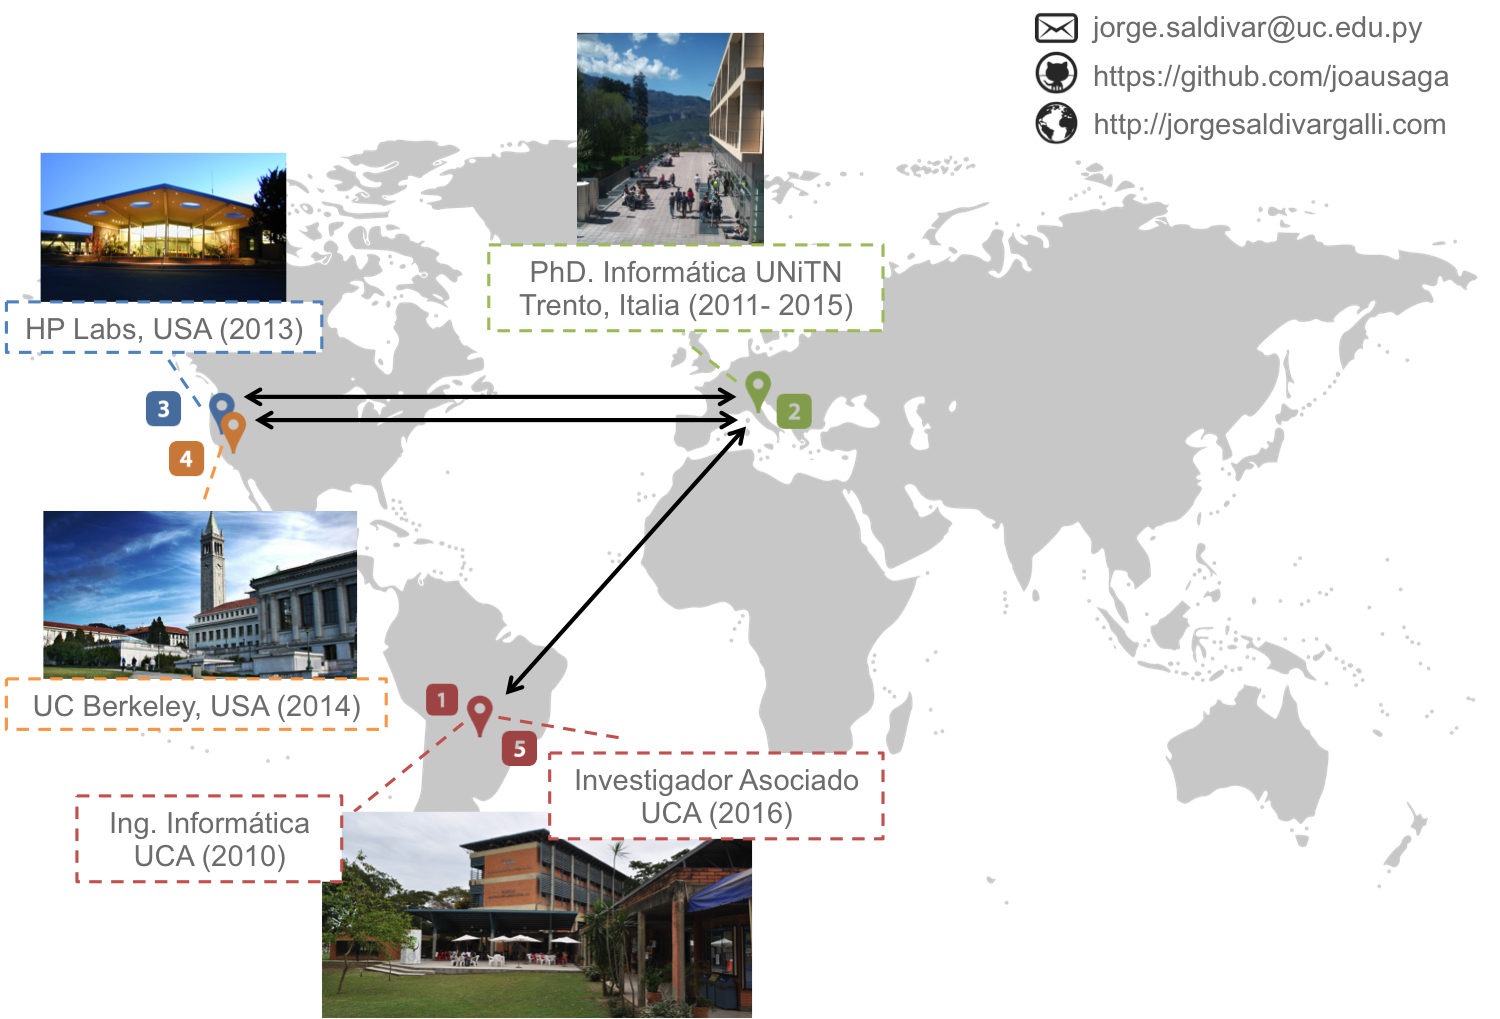 jorge.saldivar@uc.edu.py
https://github.com/joausaga
http://jorgesaldivargalli.com
PhD. Informática UNiTN
Trento, Italia (2011- 2015)
HP Labs, USA (2013)
3
2
4
UC Berkeley, USA (2014)
1
5
Investigador Asociado
UCA (2016)
Ing. Informática
UCA (2010)